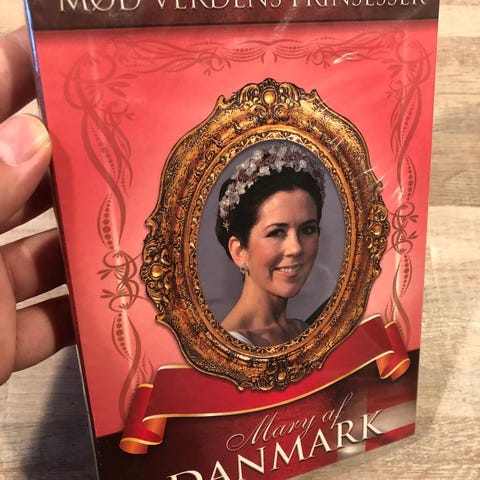 MØD VERDENS PRINSESSER
Mary af
DANMARK